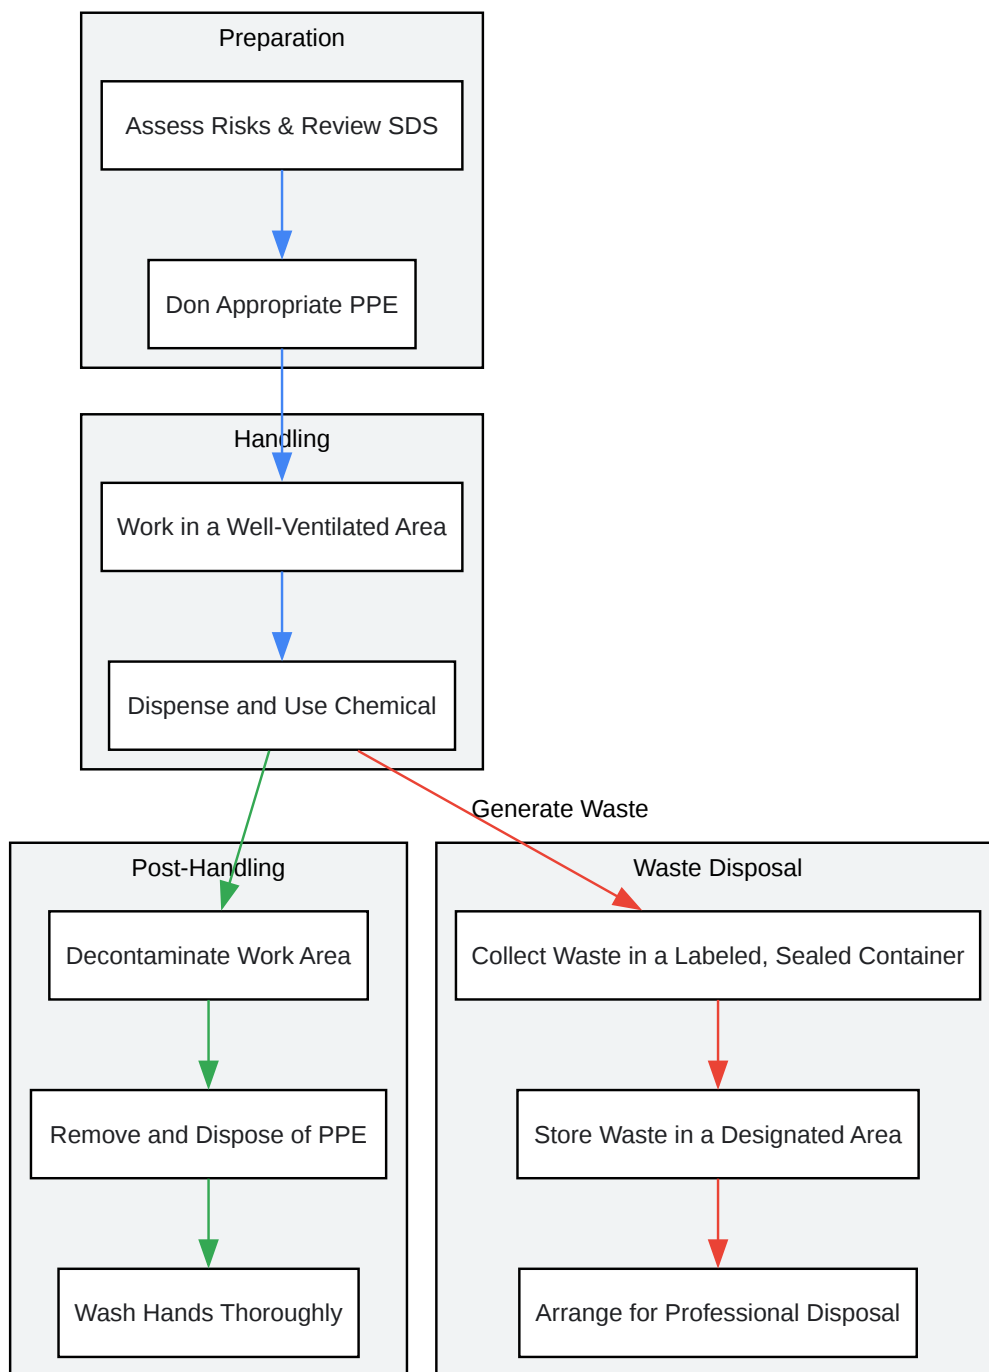 Preparation
Assess Risks & Review SDS
Don Appropriate PPE
Handling
Work in a Well-Ventilated Area
Dispense and Use Chemical
Generate Waste
Post-Handling
Decontaminate Work Area
Remove and Dispose of PPE
Wash Hands Thoroughly
Waste Disposal
Collect Waste in a Labeled, Sealed Container
Store Waste in a Designated Area
Arrange for Professional Disposal